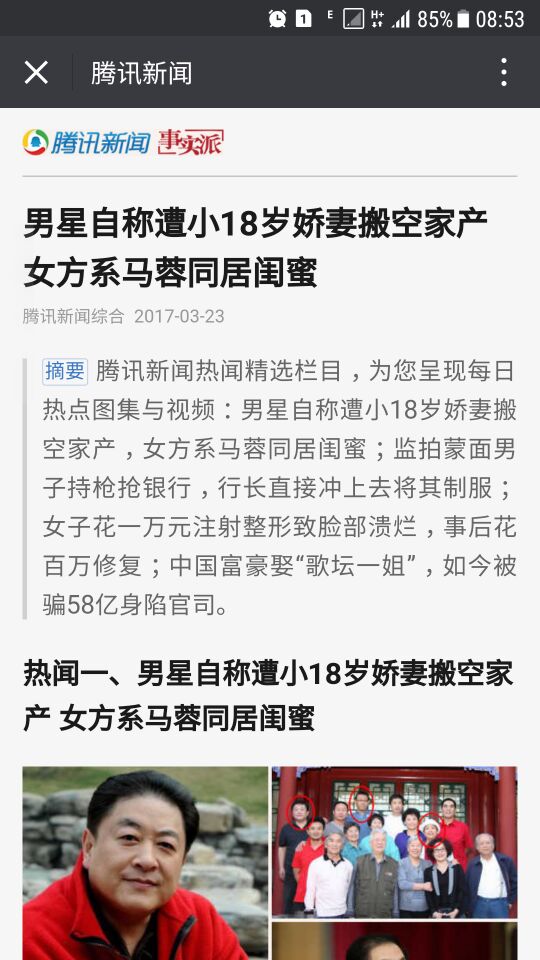 E 1 H+ 85% 08:53
腾讯新闻
腾讯新闻 事实派
男星自称遭小18岁娇妻搬空家产
女方系马蓉同居闺蜜
腾讯新闻综合 2017-03-23
摘要 腾讯新闻热闻精选栏目，为您呈现每日
热点图集与视频：男星自称遭小18岁娇妻搬
空家产，女方系马蓉同居闺蜜；监拍蒙面男
子持枪抢银行，行长直接冲上去将其制服；
女子花一万元注射整形致脸部溃烂，事后花
百万修复；中国富豪娶“歌坛一姐”，如今被
骗58亿身陷官司。
热闻一、男星自称遭小18岁娇妻搬空家
产 女方系马蓉同居闺蜜